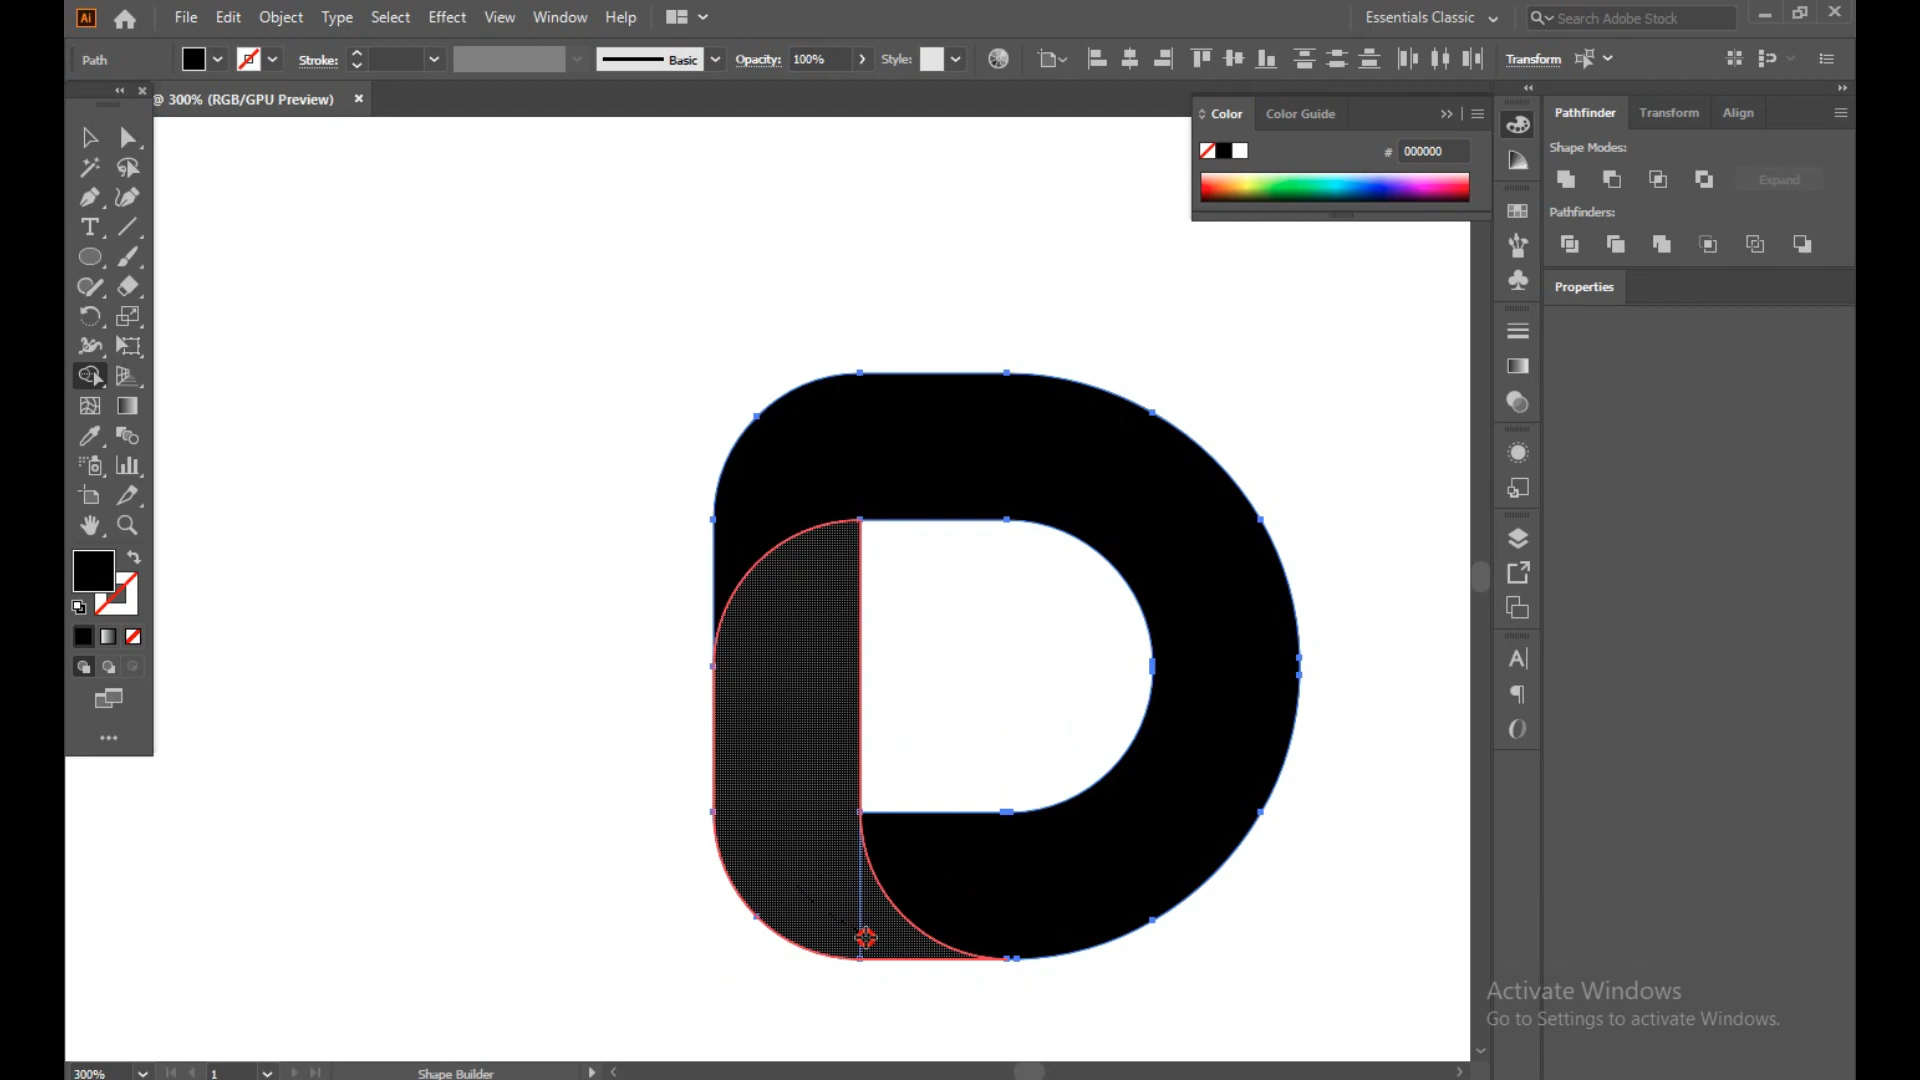 Ai File Edit Object Type Select Effect View Window Help Essentials Classic Search Adobe Stock
Path Stroke: Basic Opacity: 100% Style: Transform
@ 300% (RGB/GPU Preview)
Color Color Guide
# 000000
Pathfinder Transform Align
Shape Modes:
Expand
Pathfinders:
Properties
Activate Windows
Go to Settings to activate Windows.
300% 1 Shape Builder